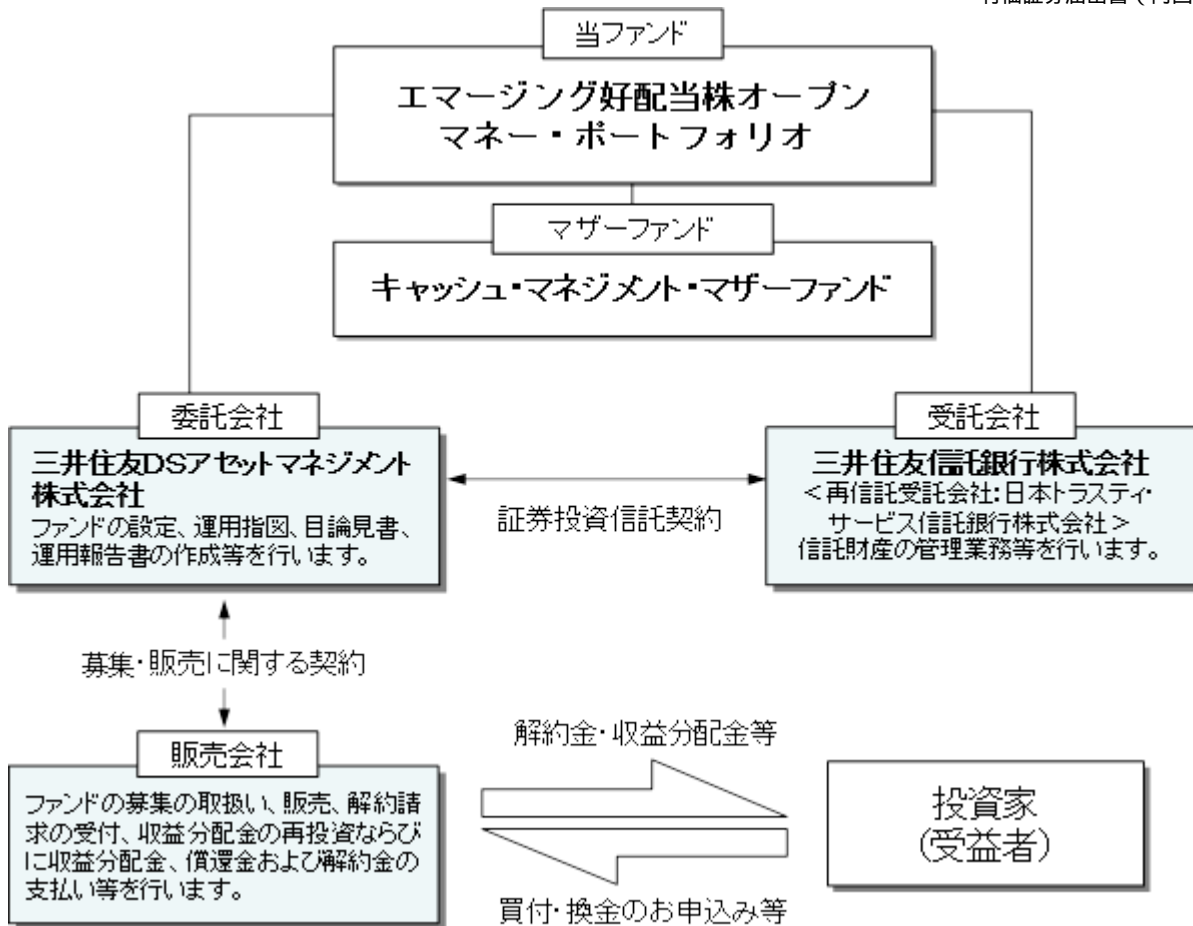 当ファンド
エマージング好配当株オープン
マネー・ポートフォリオ
マザーファンド
キャッシュ・マネジメント・マザーファンド
委託会社
三井住友DSアセットマネジメント
株式会社
ファンドの設定、運用指図、目論見書、
運用報告書の作成等を行います。
証券投資信託契約
受託会社
三井住友信託銀行株式会社
<再信託受託会社:日本トラスティ・
サービス信託銀行株式会社>
信託財産の管理業務等を行います。
募集・販売に関する契約
販売会社
ファンドの募集の取扱い、販売、解約請
求の受付、収益分配金の再投資ならび
に収益分配金、償還金および解約金の
支払い等を行います。
解約金・収益分配金等
買付・換金のお申込み等
投資家
(受益者)